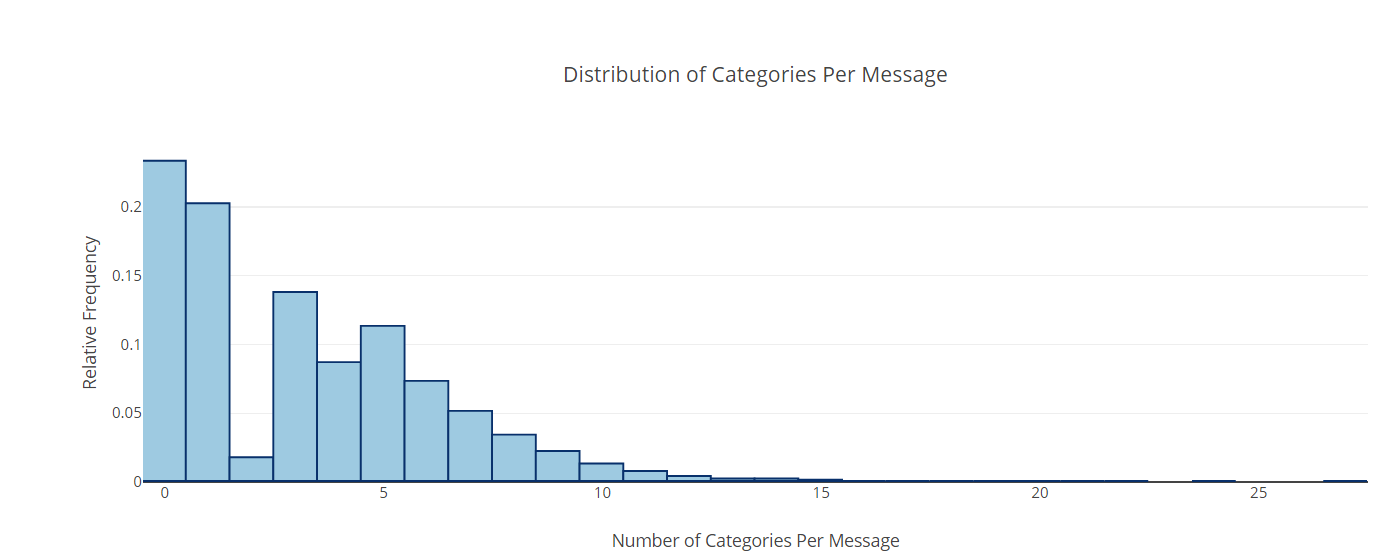 Distribution of Categories Per Message
Relative Frequency
0.2
0.15
0.1
0.05
0
0 5 10 15 20 25
Number of Categories Per Message